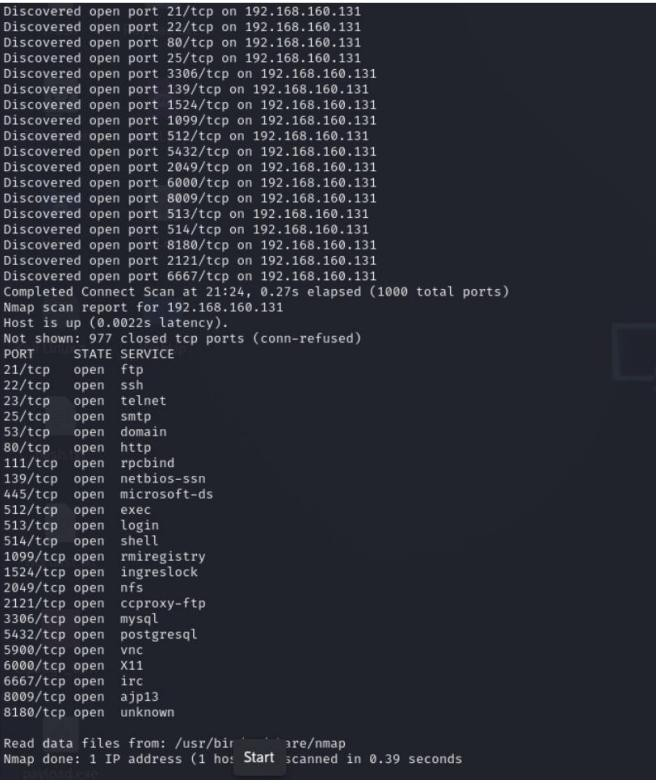 Discovered open port 21/tcp on 192.168.160.131
Discovered open port 22/tcp on 192.168.160.131
Discovered open port 80/tcp on 192.168.160.131
Discovered open port 25/tcp on 192.168.160.131
Discovered open port 3306/tcp on 192.168.160.131
Discovered open port 139/tcp on 192.168.160.131
Discovered open port 1524/tcp on 192.168.160.131
Discovered open port 1099/tcp on 192.168.160.131
Discovered open port 512/tcp on 192.168.160.131
Discovered open port 5432/tcp on 192.168.160.131
Discovered open port 2049/tcp on 192.168.160.131
Discovered open port 6000/tcp on 192.168.160.131
Discovered open port 8009/tcp on 192.168.160.131
Discovered open port 513/tcp on 192.168.160.131
Discovered open port 514/tcp on 192.168.160.131
Discovered open port 8180/tcp on 192.168.160.131
Discovered open port 2121/tcp on 192.168.160.131
Discovered open port 6667/tcp on 192.168.160.131
Completed Connect Scan at 21:24, 0.27s elapsed (1000 total ports)
Nmap scan report for 192.168.160.131
Host is up (0.0022s latency).
Not shown: 977 closed tcp ports (conn-refused)
PORT STATE SERVICE
21/tcp open ftp
22/tcp open ssh
23/tcp open telnet
25/tcp open smtp
53/tcp open domain
80/tcp open http
111/tcp open rpcbind
139/tcp open netbios-ssn
445/tcp open microsoft-ds
512/tcp open exec
513/tcp open login
514/tcp open shell
1099/tcp open rmiregistry
1524/tcp open ingreslock
2049/tcp open nfs
2121/tcp open ccproxy-ftp
3306/tcp open mysql
5432/tcp open postgresql
5900/tcp open vnc
6000/tcp open X11
6667/tcp open irc
8009/tcp open ajp13
8180/tcp open unknown
Read data files from: /usr/bin are/nmap
Nmap done: 1 IP address (1 hos Start scanned in 0.39 seconds
payload.exe